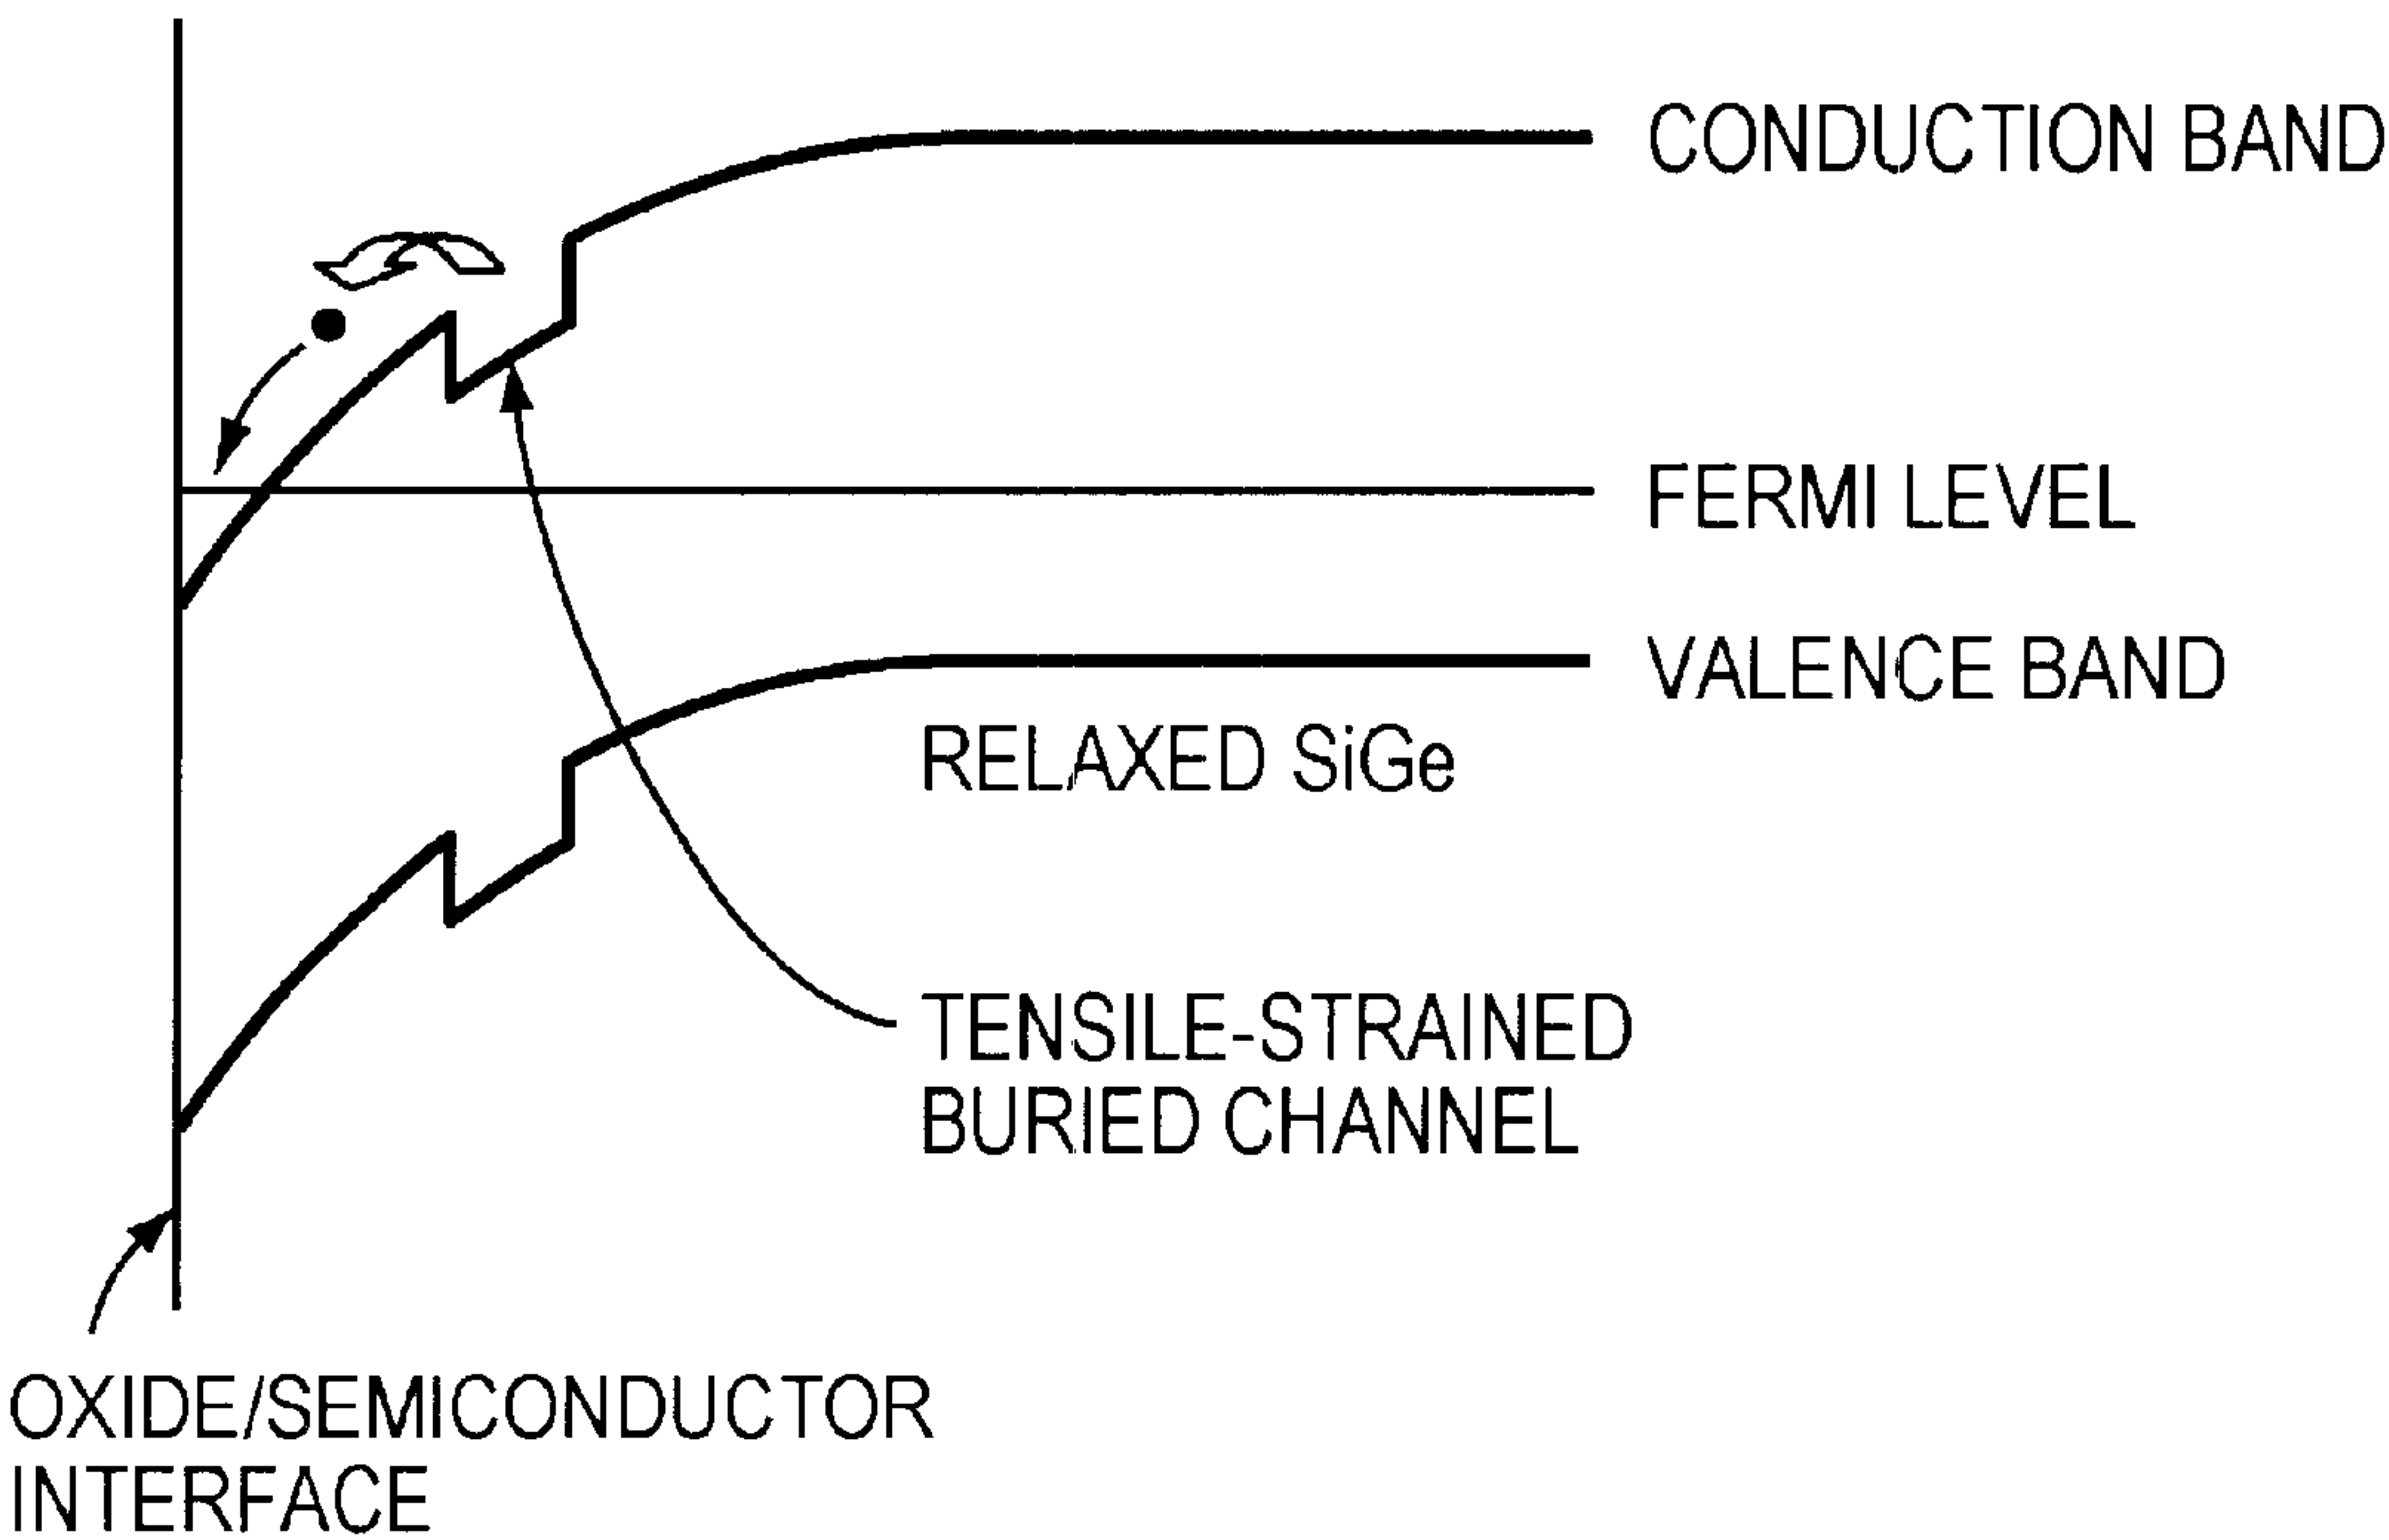 CONDUCTION BAND
FERMI LEVEL
VALENCE BAND
RELAXED SiGe
TENSILE-STRAINED
BURIED CHANNEL
OXIDE/SEMICONDUCTOR
INTERFACE